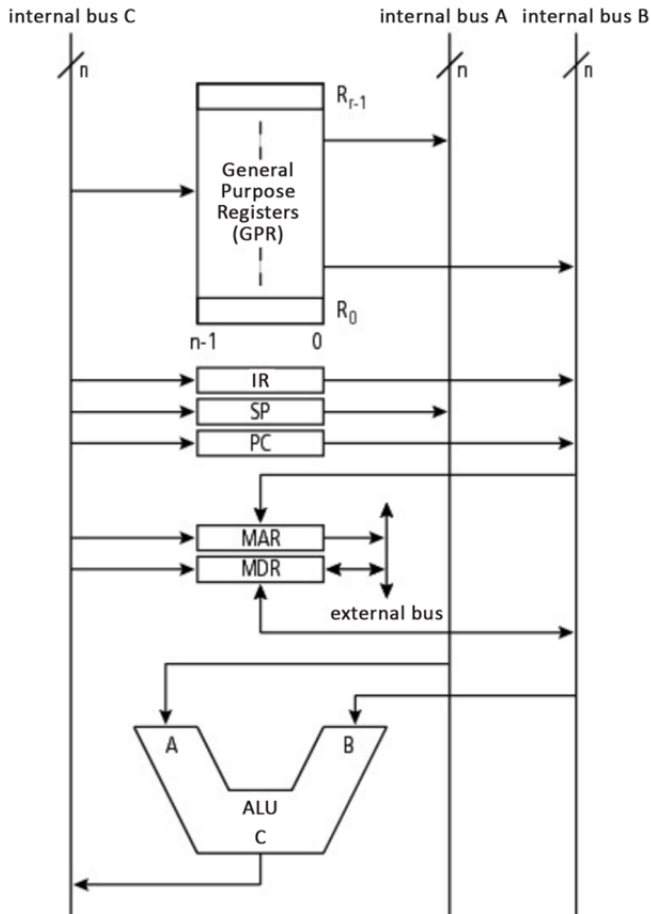 internal bus C
internal bus A
internal bus B
n
n
n
Rr-1
General
Purpose
Registers
(GPR)
R0
n-1
0
IR
SP
PC
MAR
MDR
external bus
A
B
ALU
C